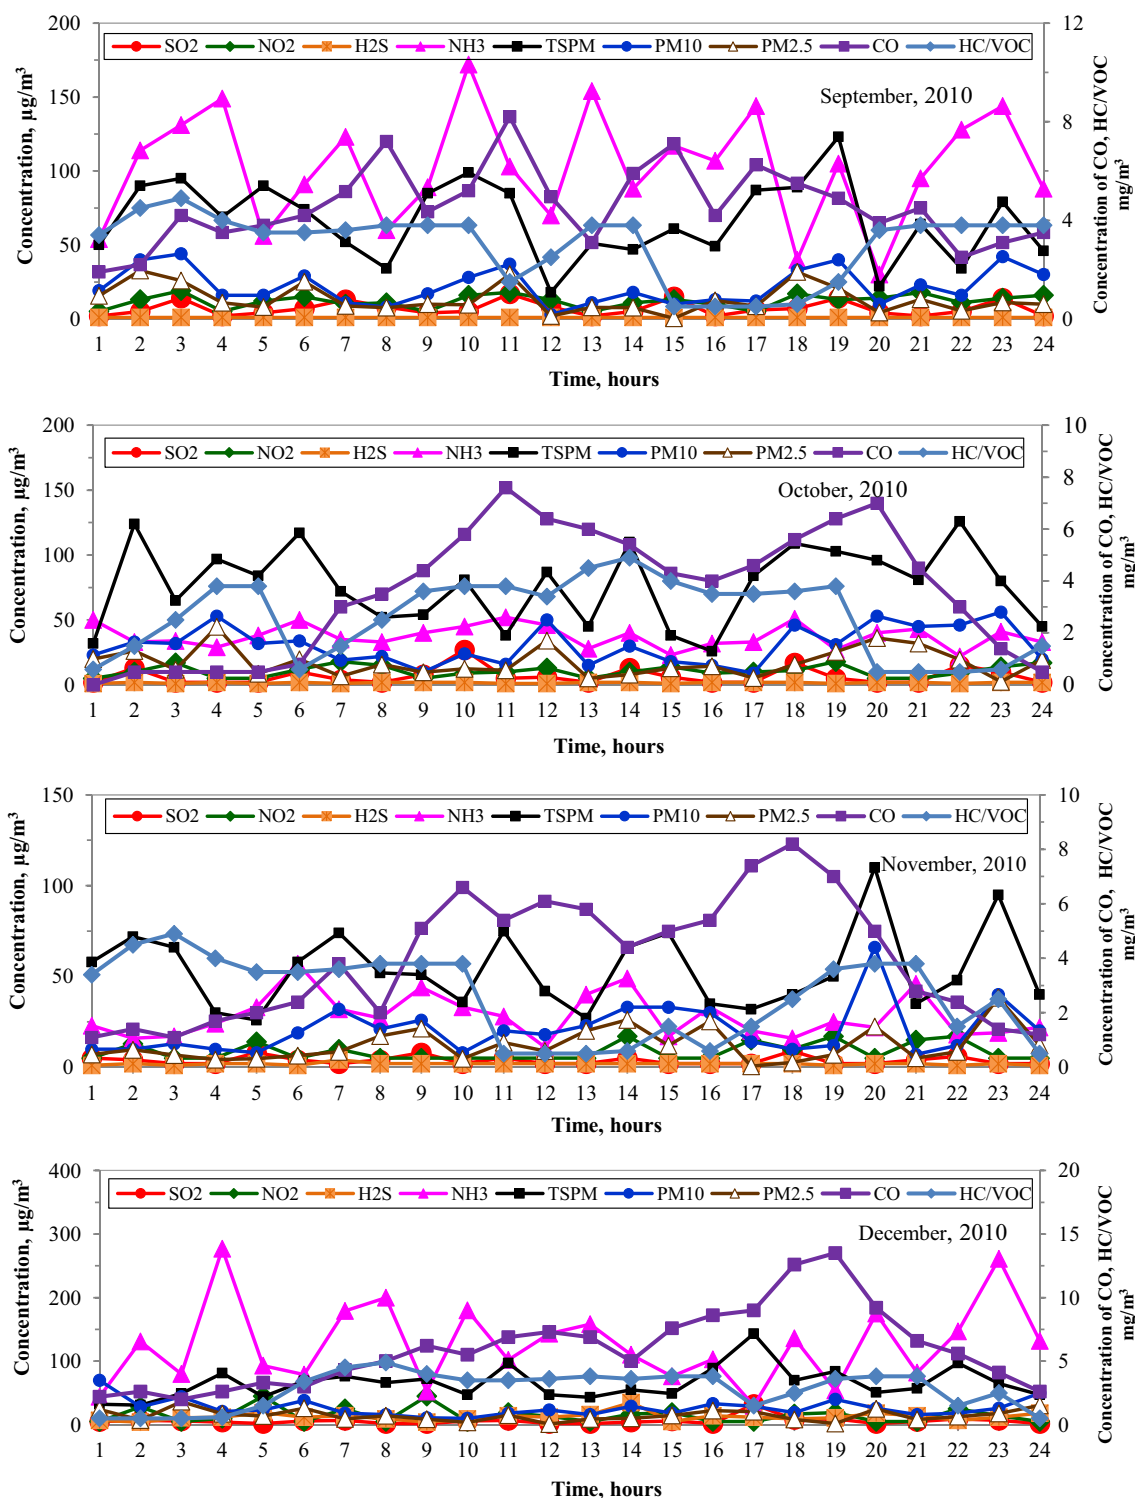 200
150
100
50
0
Concentration, µg/m³
SO2 NO2 H2S NH3 TSPM PM10 PM2.5 CO HC/VOC
September, 2010
12
8
4
0
Concentration of CO, HC/VOC
mg/m³
1 2 3 4 5 6 7 8 9 10 11 12 13 14 15 16 17 18 19 20 21 22 23 24
Time, hours
200
150
100
50
0
Concentration, µg/m³
SO2 NO2 H2S NH3 TSPM PM10 PM2.5 CO HC/VOC
October, 2010
10
8
6
4
2
0
Concentration of CO, HC/VOC
mg/m³
1 2 3 4 5 6 7 8 9 10 11 12 13 14 15 16 17 18 19 20 21 22 23 24
Time, hours
150
100
50
0
Concentration, µg/m³
SO2 NO2 H2S NH3 TSPM PM10 PM2.5 CO HC/VOC
November, 2010
10
8
6
4
2
0
Concentration of CO, HC/VOC
mg/m³
1 2 3 4 5 6 7 8 9 10 11 12 13 14 15 16 17 18 19 20 21 22 23 24
Time, hours
400
300
200
100
0
Concentration, µg/m³
SO2 NO2 H2S NH3 TSPM PM10 PM2.5 CO HC/VOC
December, 2010
20
15
10
5
0
Concentration of CO, HC/VOC
mg/m³
1 2 3 4 5 6 7 8 9 10 11 12 13 14 15 16 17 18 19 20 21 22 23 24
Time, hours